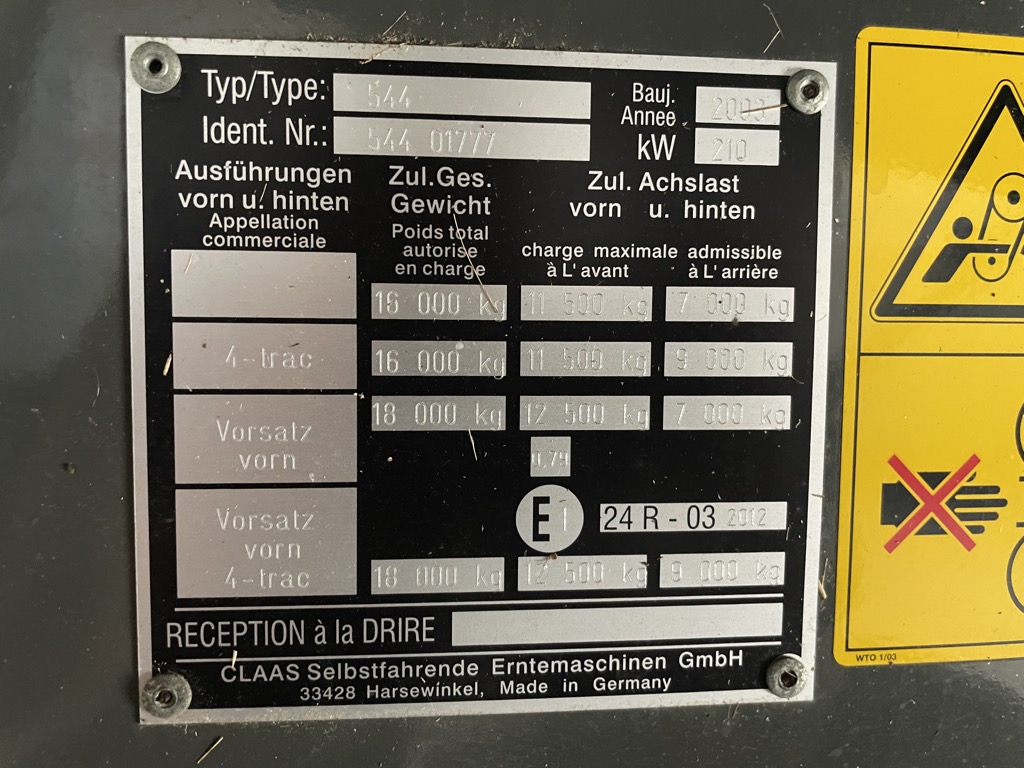 Typ/Type: 544
Bauj.
Annee 2003
Ident. Nr.: 544 01777
kW 210
Ausführungen
vorn u. hinten
Appellation
commerciale
Zul.Ges.
Gewicht
Poids total
autorise
en charge
Zul. Achslast
vorn u. hinten
charge maximale admissible
à L'avant à L'arrière
16 000 kg 11 500 kg 7 000 kg
4-trac 16 000 kg 11 500 kg 9 000 kg
Vorsatz
vorn
18 000 kg 12 500 kg 7 000 kg
0.79
E 1 24 R - 03 2012
Vorsatz
vorn
4-trac
18 000 kg 12 500 kg 9 000 kg
RECEPTION à la DRIRE
CLAAS Selbstfahrende Erntemaschinen GmbH
33428 Harsewinkel, Made in Germany
WTO 1/03